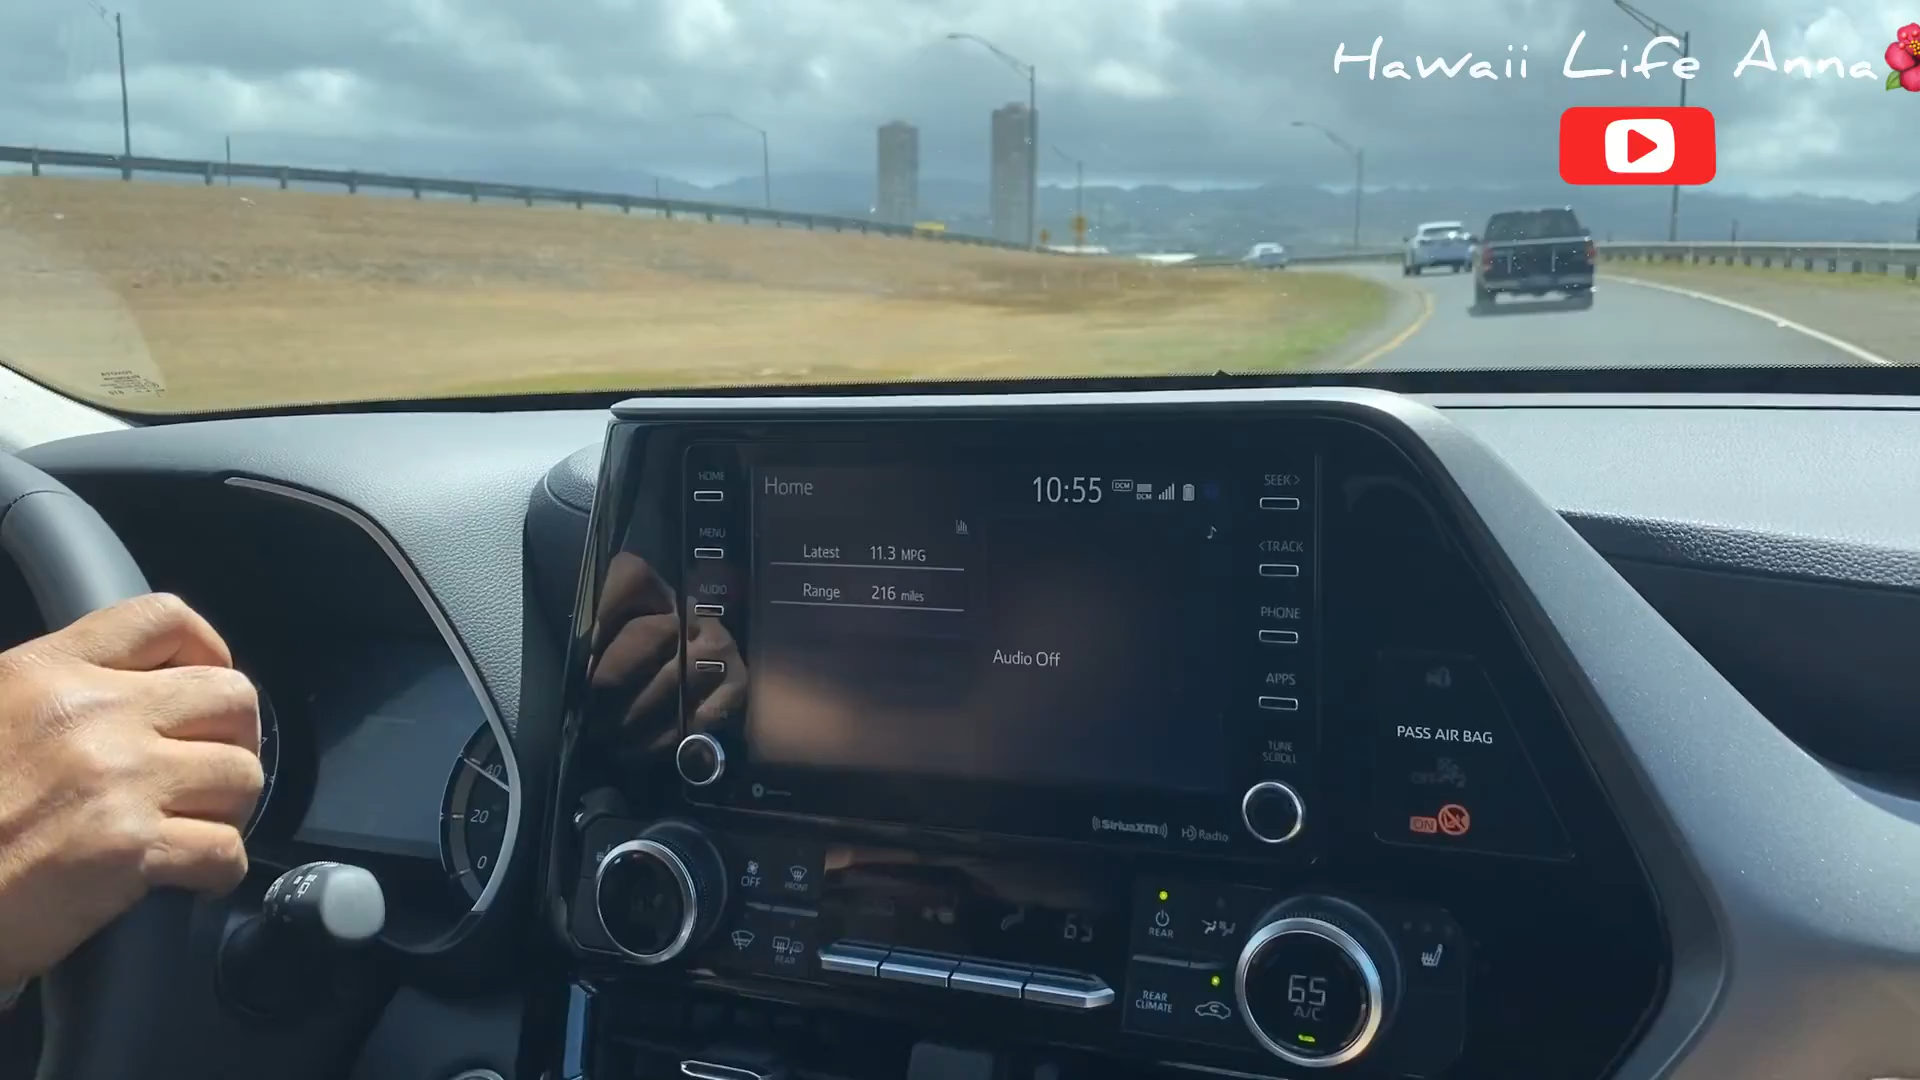 Hawaii Life Anna
HOME
Home
10:55
DCM
DCM
SEEK>
MENU
Latest 11.3 MPG
<TRACK
AUDIO
Range 216 miles
PHONE
Audio Off
APPS
TUNE
SCROLL
PASS AIR BAG
ON
SiriusXM
HD Radio
40
20
0
OFF
FRONT
REAR
65
REAR
REAR
CLIMATE
65
A/C